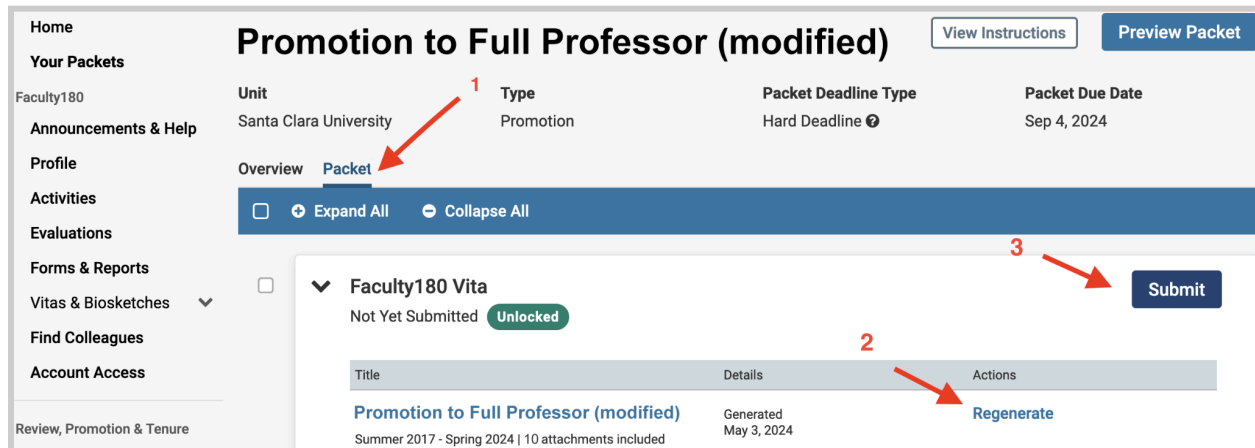 Home
Your Packets
Faculty180
Announcements & Help
Profile
Activities
Evaluations
Forms & Reports
Vitas & Biosketches
Find Colleagues
Account Access
Review, Promotion & Tenure
Promotion to Full Professor (modified)
View Instructions
Preview Packet
Unit
Santa Clara University
Type
Promotion
Packet Deadline Type
Hard Deadline ?
Packet Due Date
Sep 4, 2024
1
Overview Packet
Expand All Collapse All
3
Faculty180 Vita
Submit
Not Yet Submitted Unlocked
2
Title Details Actions
Promotion to Full Professor (modified)
Summer 2017 - Spring 2024 | 10 attachments included
Generated
May 3, 2024
Regenerate